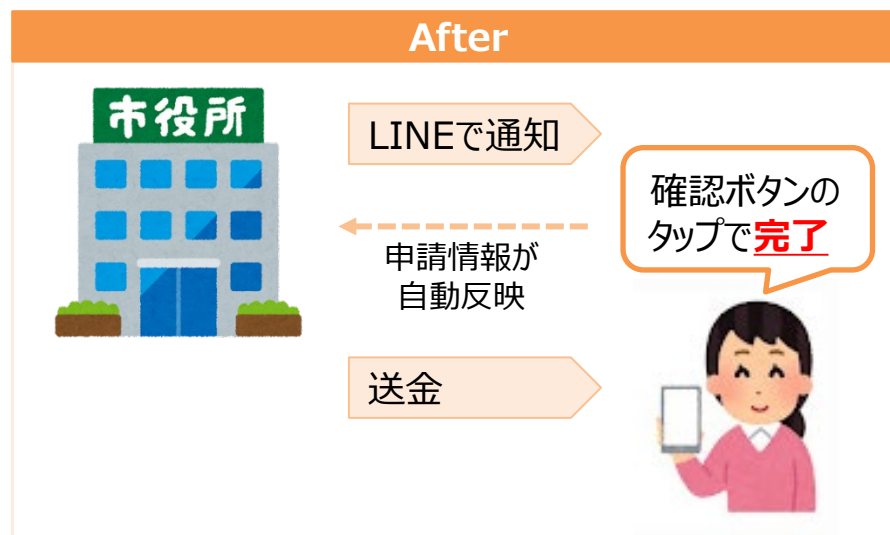 After
市役所
LINEで通知
確認ボタンの
タップで完了
申請情報が
自動反映
送金